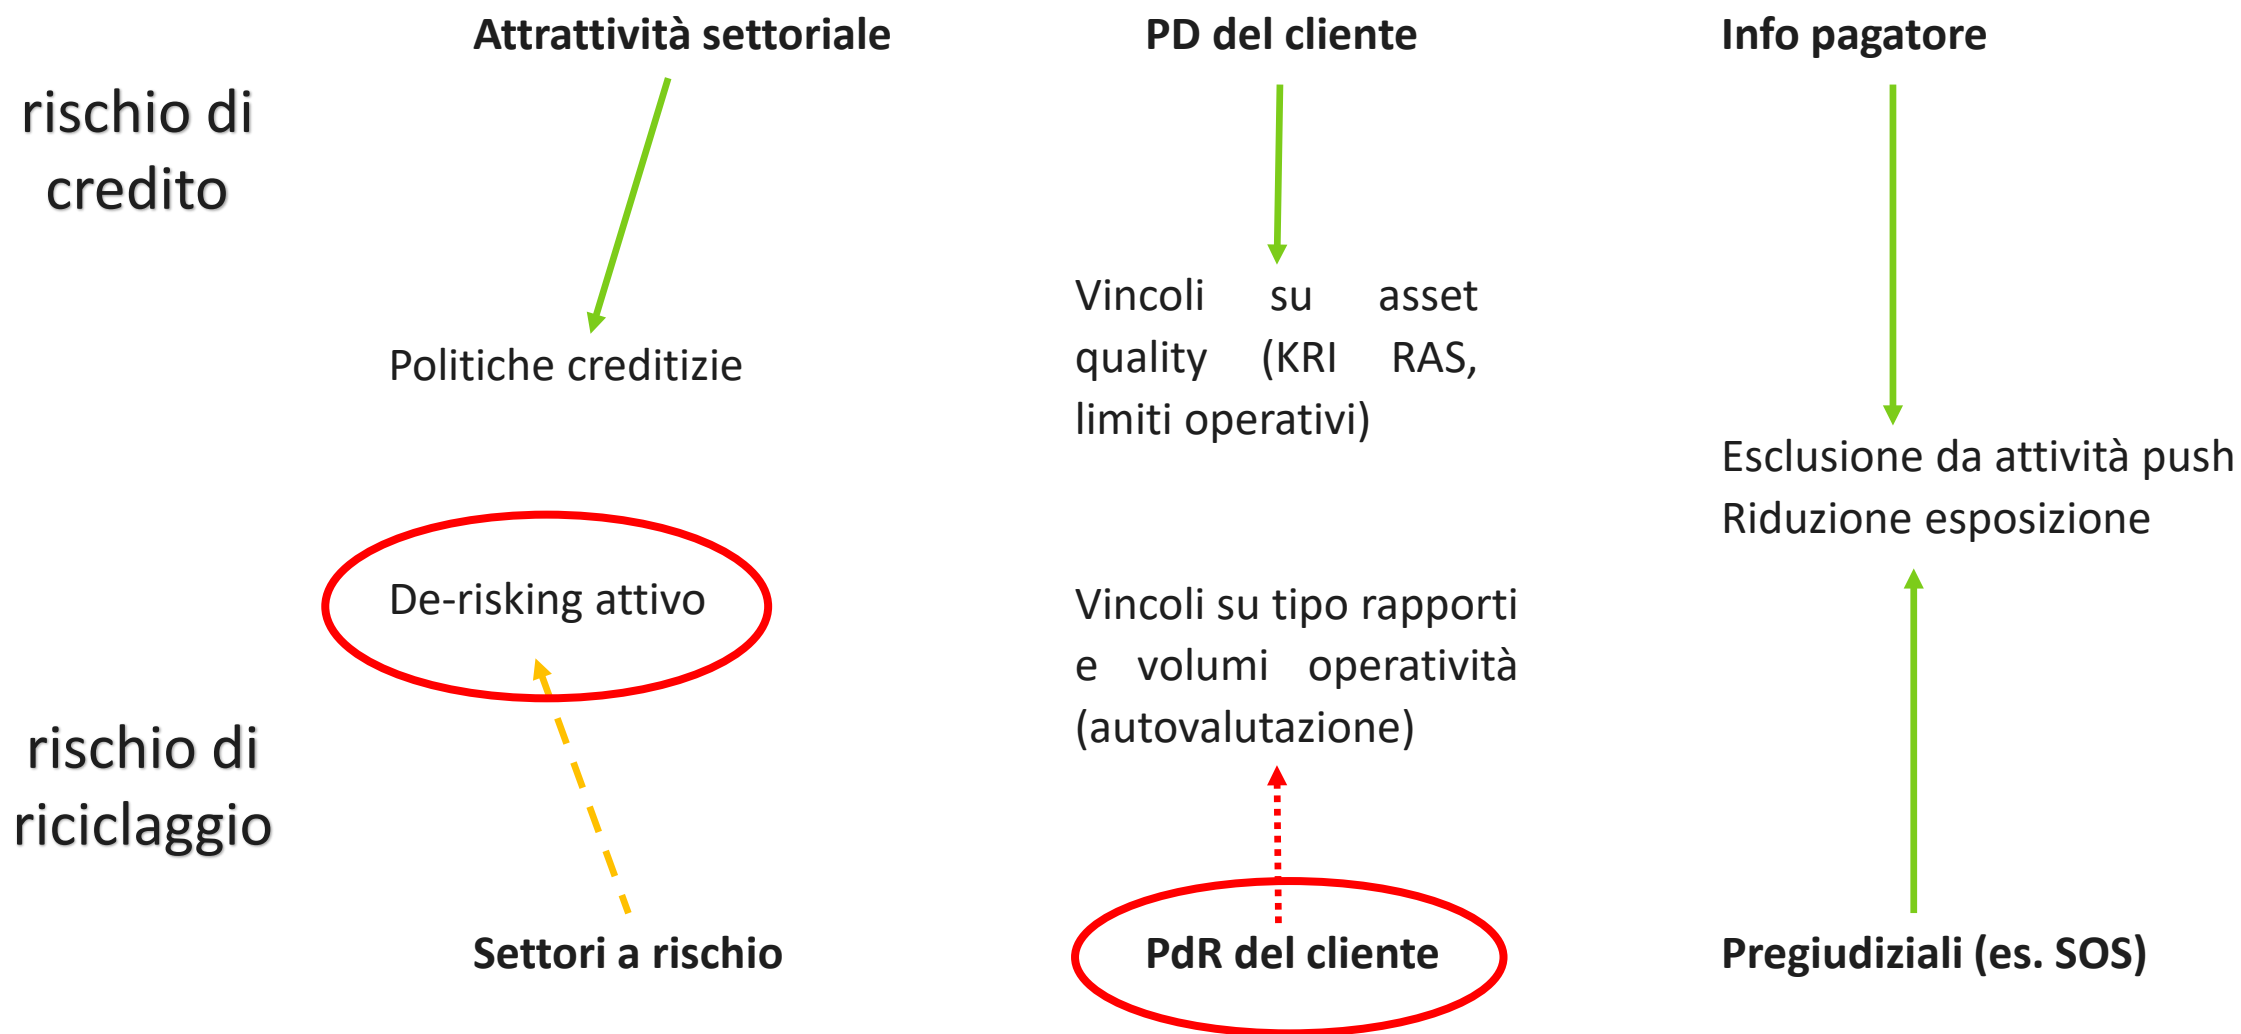 Attrattività settoriale
PD del cliente
Info pagatore
rischio di
credito
Politiche creditizie
Vincoli su asset
quality (KRI RAS,
limiti operativi)
Esclusione da attività push
Riduzione esposizione
De-risking attivo
Vincoli su tipo rapporti
e volumi operatività
(autovalutazione)
rischio di
riciclaggio
Settori a rischio
PdR del cliente
Pregiudiziali (es. SOS)